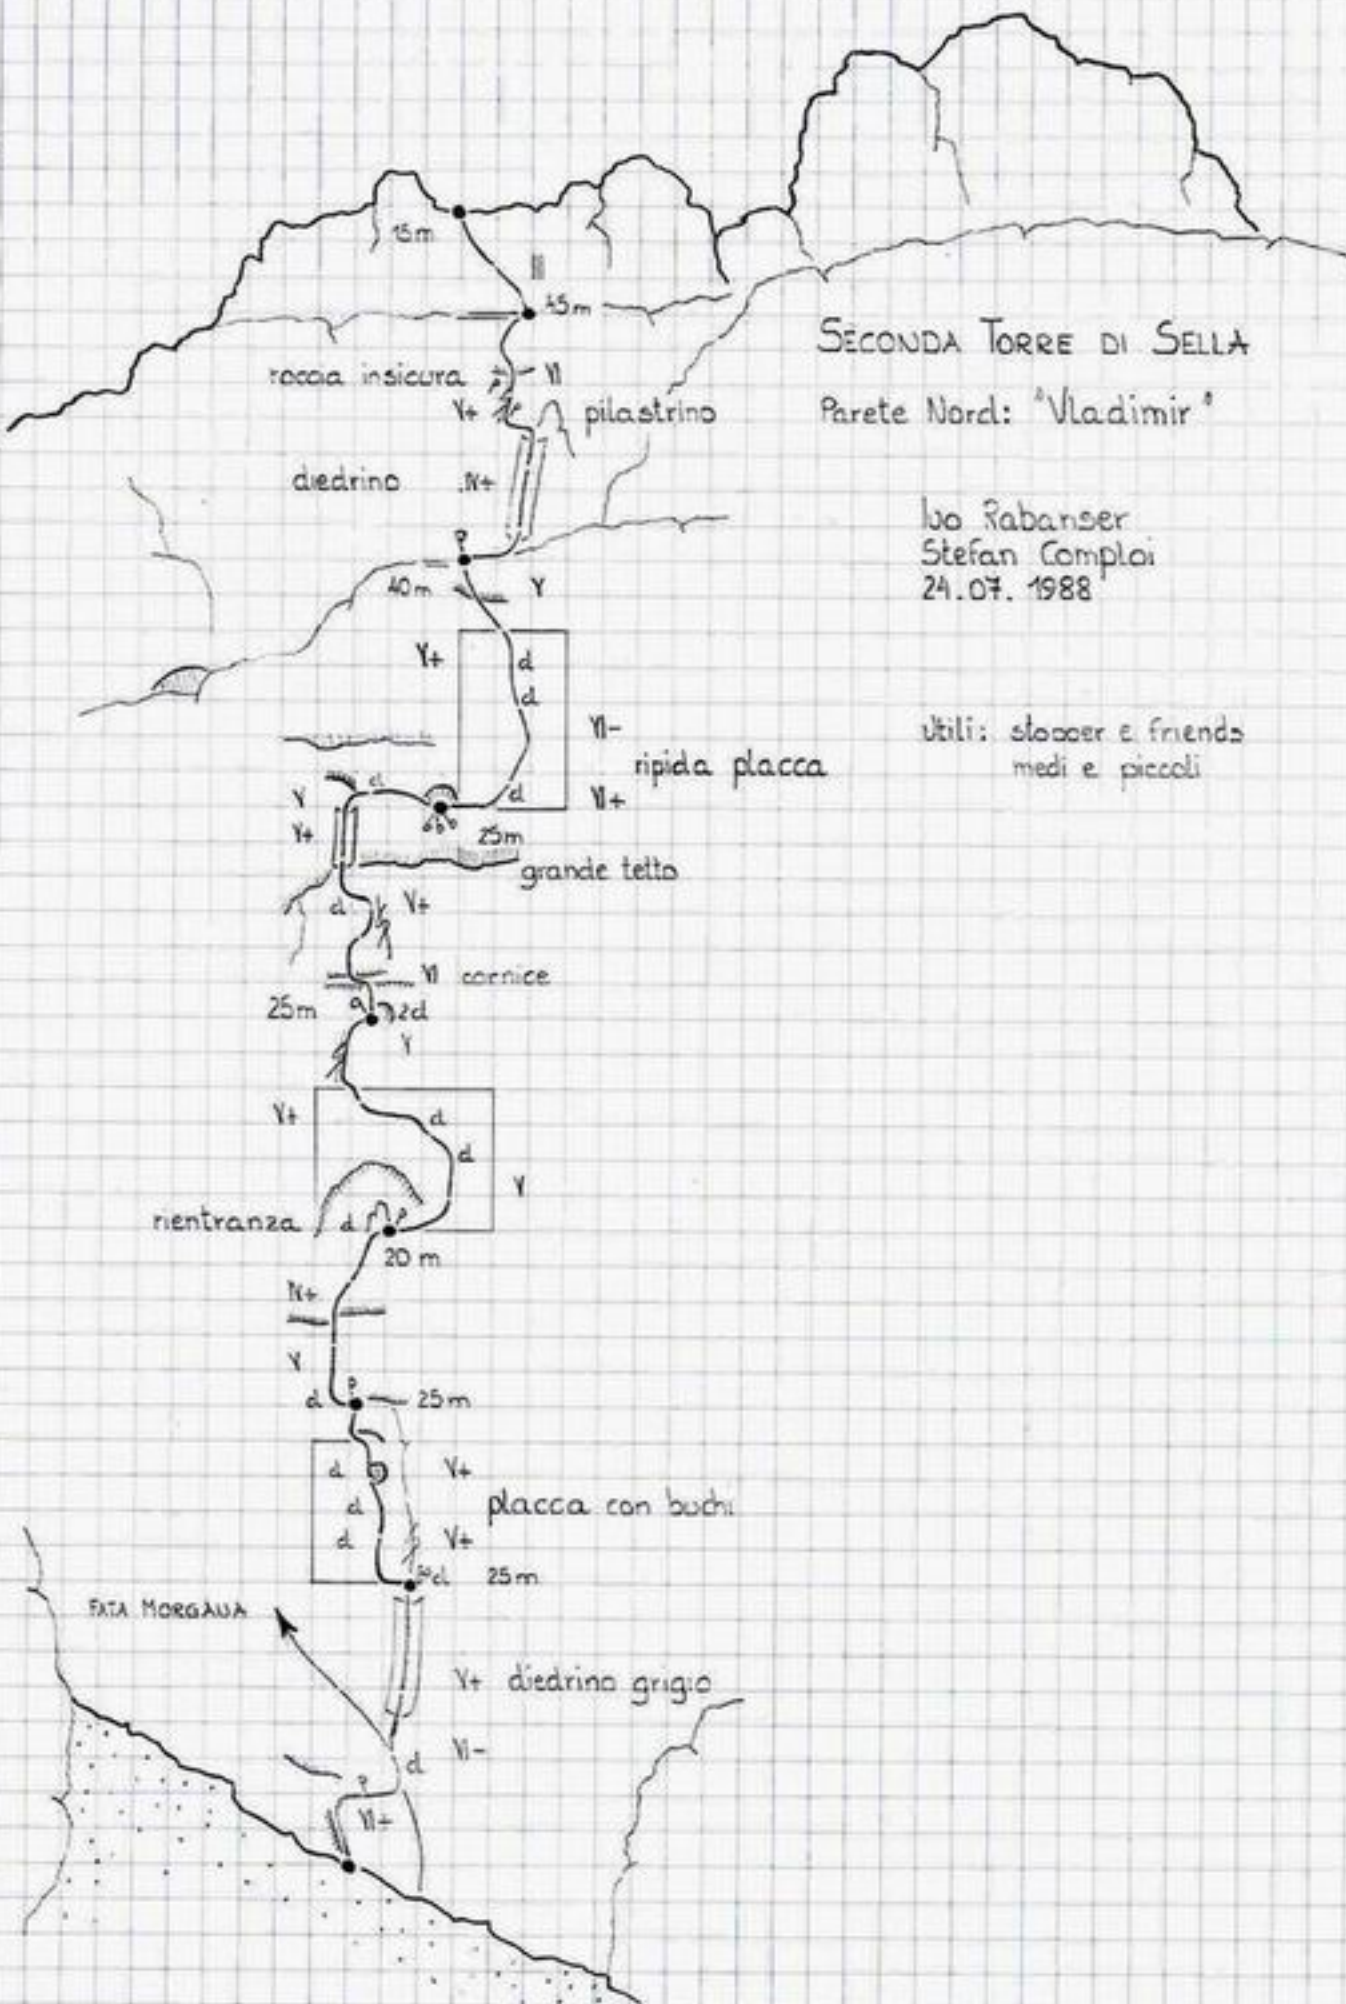 15m
45m
SECONDA TORRE DI SELLA
roccia insicura
VI
V+
pilastrino
Parete Nord: "Vladimir"
diedrino
IV+
Ivo Rabanser
Stefan Comploi
24.07.1988
p
40m
V
V+
d
d
VI-
Utili: stopper e friends
medi e piccoli
ripida placca
V
d
d
VI+
V+
25m
grande tetto
d
V+
VI cornice
25m
2d
V
V+
d
d
V
rientranza
d
p
20 m
IV+
V
d
p
25m
d
V+
d
placca con buchi
d
V+
d
25m
FATA MORGANA
V+ diedrino grigio
VI-
d
p
VI+